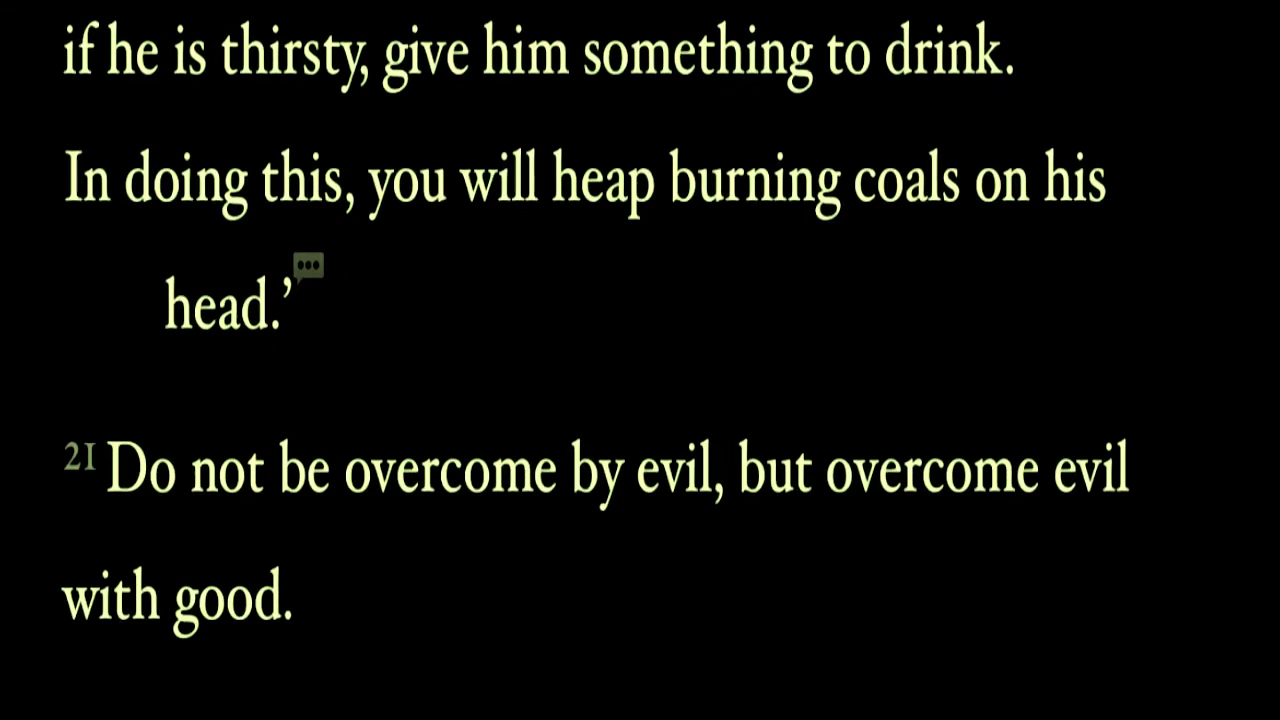 if he is thirsty, give him something to drink.
In doing this, you will heap burning coals on his
head.’
21 Do not be overcome by evil, but overcome evil
with good.